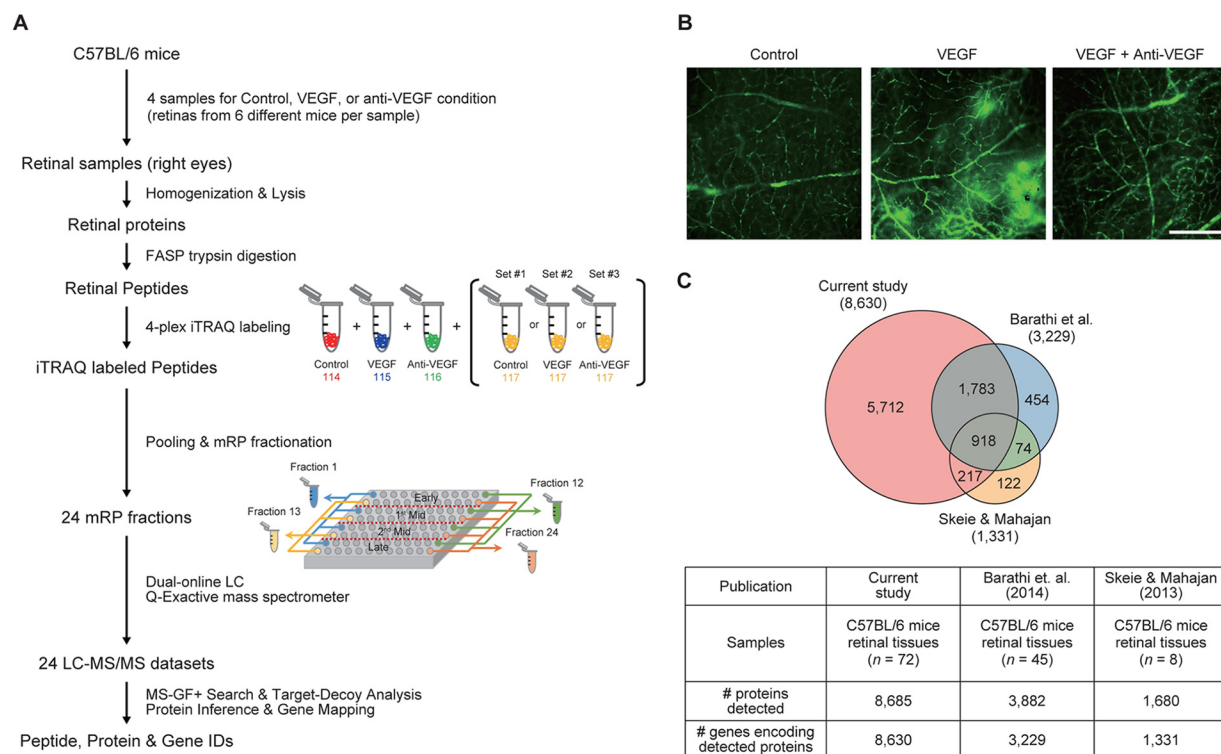 A
C57BL/6 mice
4 samples for Control, VEGF, or anti-VEGF condition
(retinas from 6 different mice per sample)
Retinal samples (right eyes)
Homogenization & Lysis
Retinal proteins
FASP trypsin digestion
Retinal Peptides
4-plex iTRAQ labeling
iTRAQ labeled Peptides
Set #1 Set #2 Set #3
+ + + or or
Control VEGF Anti-VEGF Control VEGF Anti-VEGF
114 115 116 117 117 117
Pooling & mRP fractionation
Fraction 1
Fraction 12
Fraction 13
Fraction 24
Early
1st Mid
2nd Mid
Late
24 mRP fractions
Dual-online LC
Q-Exactive mass spectrometer
24 LC-MS/MS datasets
MS-GF+ Search & Target-Decoy Analysis
Protein Inference & Gene Mapping
Peptide, Protein & Gene IDs
B
Control VEGF VEGF + Anti-VEGF
C
Current study
(8,630)
Barathi et al.
(3,229)
1,783
454
5,712
918
74
217
122
Skeie & Mahajan
(1,331)
Publication
Current
study
Barathi et. al.
(2014)
Skeie & Mahajan
(2013)
Samples
C57BL/6 mice
retinal tissues
(n = 72)
C57BL/6 mice
retinal tissues
(n = 45)
C57BL/6 mice
retinal tissues
(n = 8)
# proteins
detected
8,685
3,882
1,680
# genes encoding
detected proteins
8,630
3,229
1,331